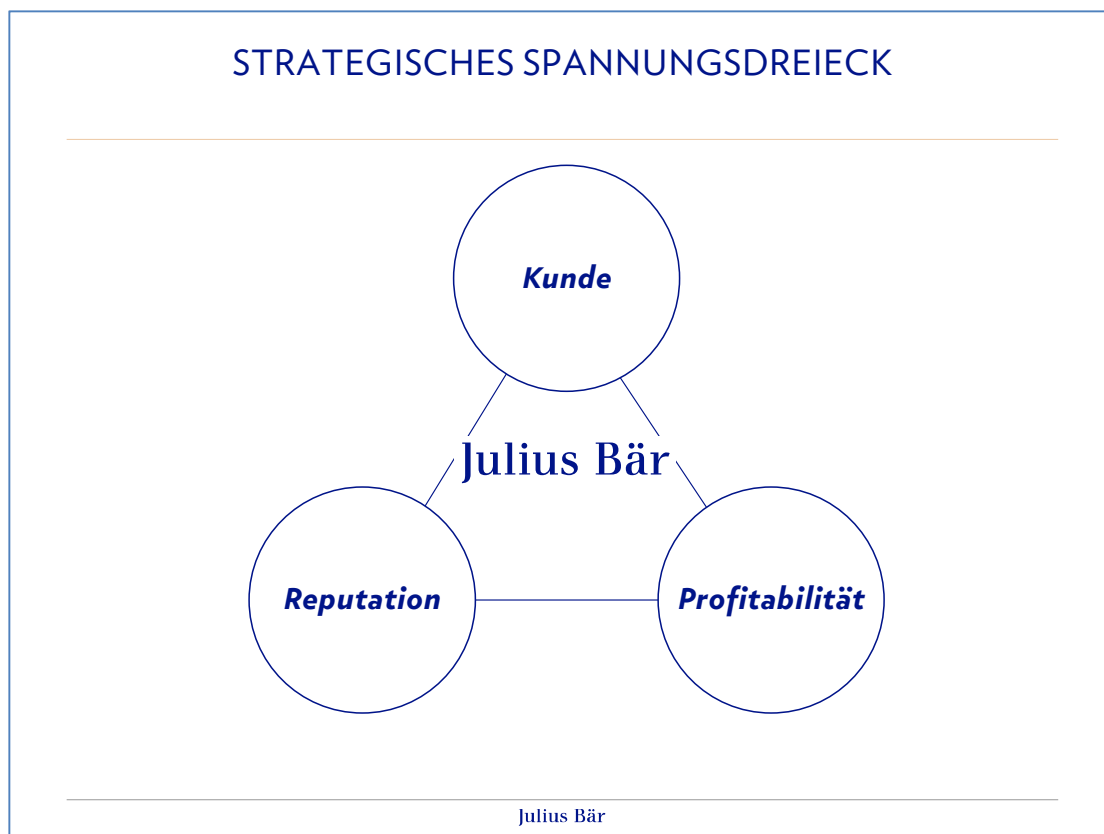 STRATEGISCHES SPANNUNGSDREIECK
Kunde
Julius Bär
Reputation
Profitabilität
Julius Bär